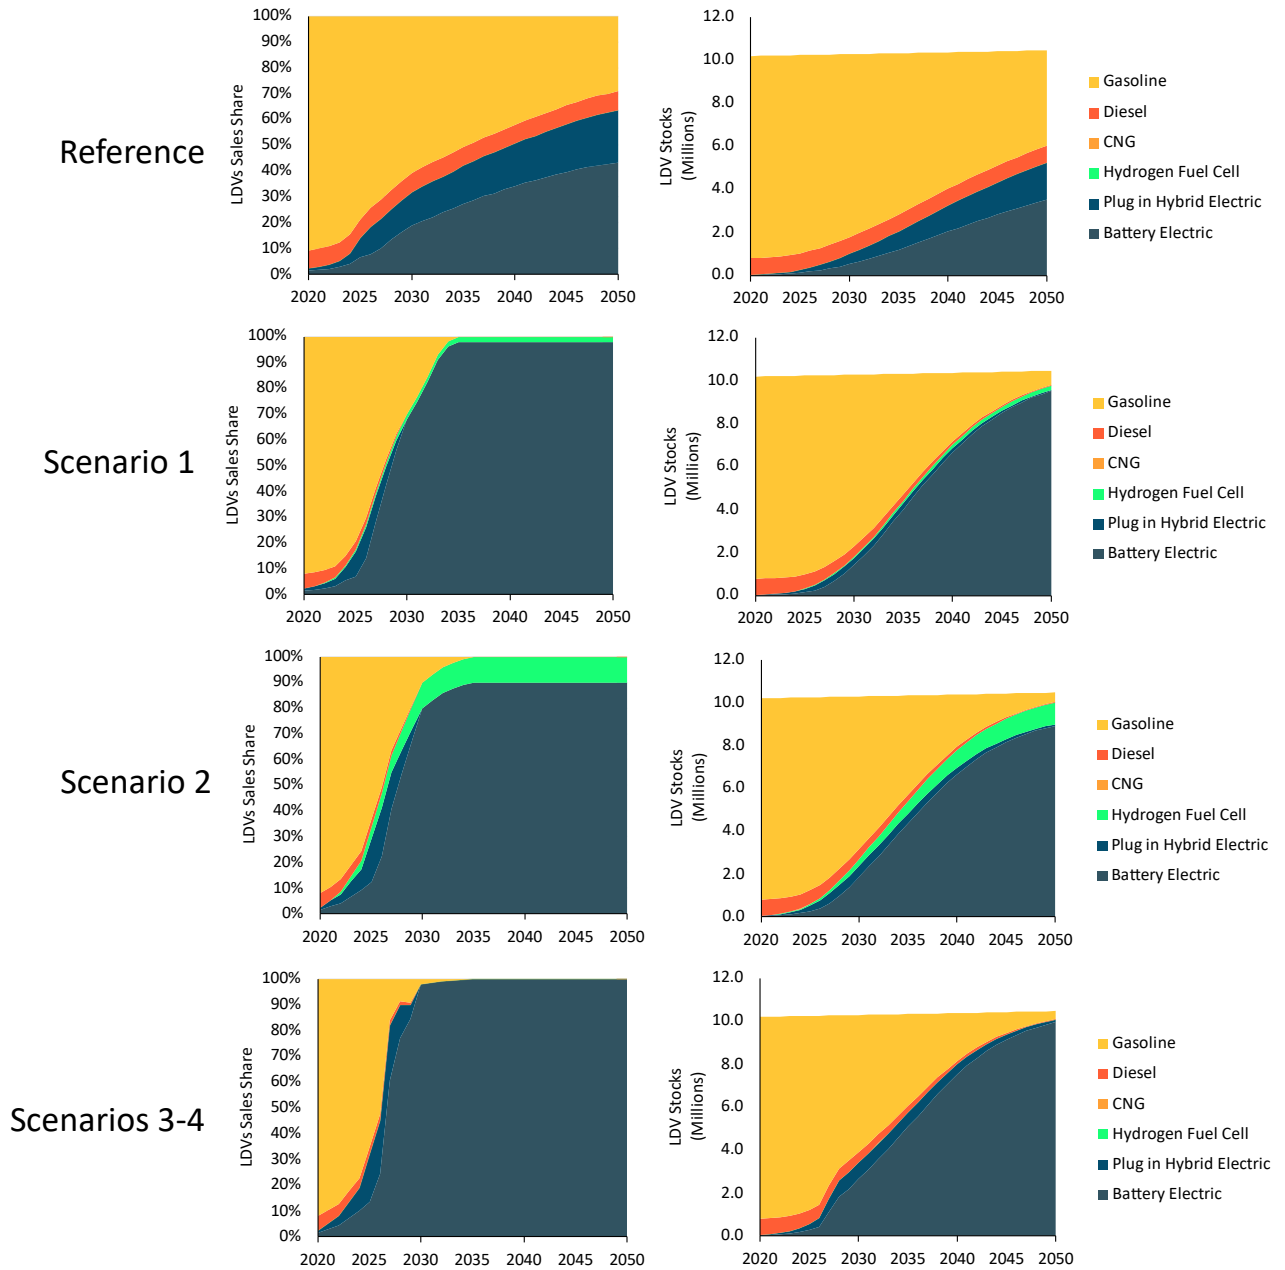 Reference
LDVs Sales Share
100%
90%
80%
70%
60%
50%
40%
30%
20%
10%
0%
2020 2025 2030 2035 2040 2045 2050
LDV Stocks
(Millions)
12.0
10.0
8.0
6.0
4.0
2.0
0.0
2020 2025 2030 2035 2040 2045 2050
Gasoline
Diesel
CNG
Hydrogen Fuel Cell
Plug in Hybrid Electric
Battery Electric
Scenario 1
LDVs Sales Share
100%
90%
80%
70%
60%
50%
40%
30%
20%
10%
0%
2020 2025 2030 2035 2040 2045 2050
LDV Stocks
(Millions)
12.0
10.0
8.0
6.0
4.0
2.0
0.0
2020 2025 2030 2035 2040 2045 2050
Gasoline
Diesel
CNG
Hydrogen Fuel Cell
Plug in Hybrid Electric
Battery Electric
Scenario 2
LDVs Sales Share
100%
90%
80%
70%
60%
50%
40%
30%
20%
10%
0%
2020 2025 2030 2035 2040 2045 2050
LDV Stocks
(Millions)
12.0
10.0
8.0
6.0
4.0
2.0
0.0
2020 2025 2030 2035 2040 2045 2050
Gasoline
Diesel
CNG
Hydrogen Fuel Cell
Plug in Hybrid Electric
Battery Electric
Scenarios 3-4
LDVs Sales Share
100%
90%
80%
70%
60%
50%
40%
30%
20%
10%
0%
2020 2025 2030 2035 2040 2045 2050
LDV Stocks
(Millions)
12.0
10.0
8.0
6.0
4.0
2.0
0.0
2020 2025 2030 2035 2040 2045 2050
Gasoline
Diesel
CNG
Hydrogen Fuel Cell
Plug in Hybrid Electric
Battery Electric